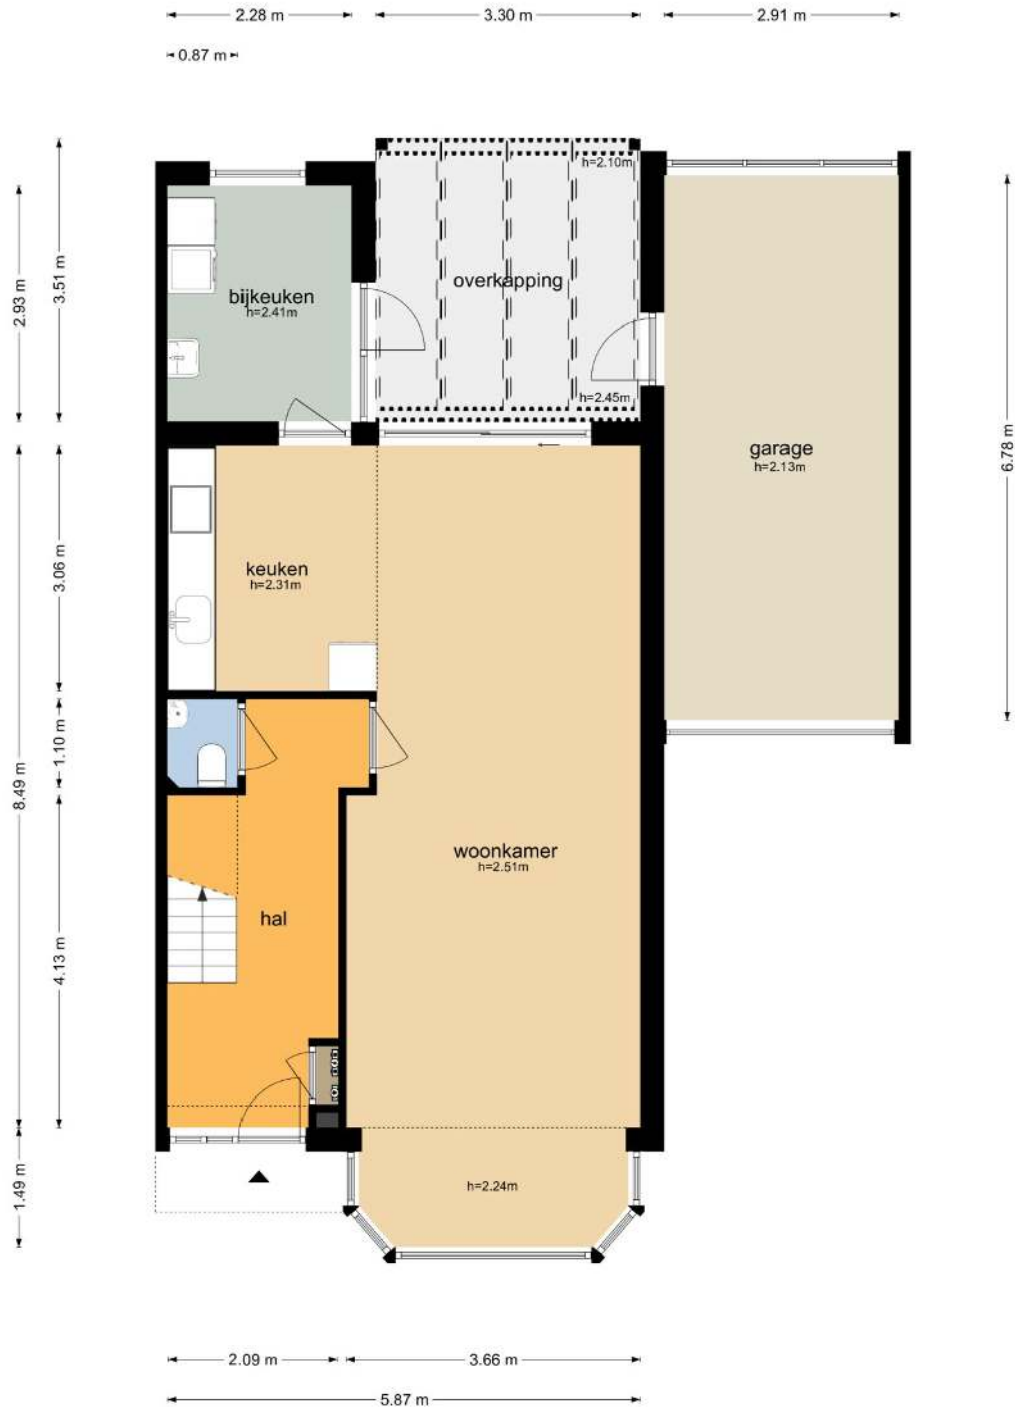 2.28 m
3.30 m
2.91 m
0.87 m
h=2.10m
3.51 m
2.93 m
bijkeuken
h=2.41m
overkapping
h=2.45m
garage
h=2.13m
6.78 m
keuken
h=2.31m
3.06 m
1.10 m
8.49 m
woonkamer
h=2.51m
hal
4.13 m
h=2.24m
1.49 m
2.09 m
3.66 m
5.87 m